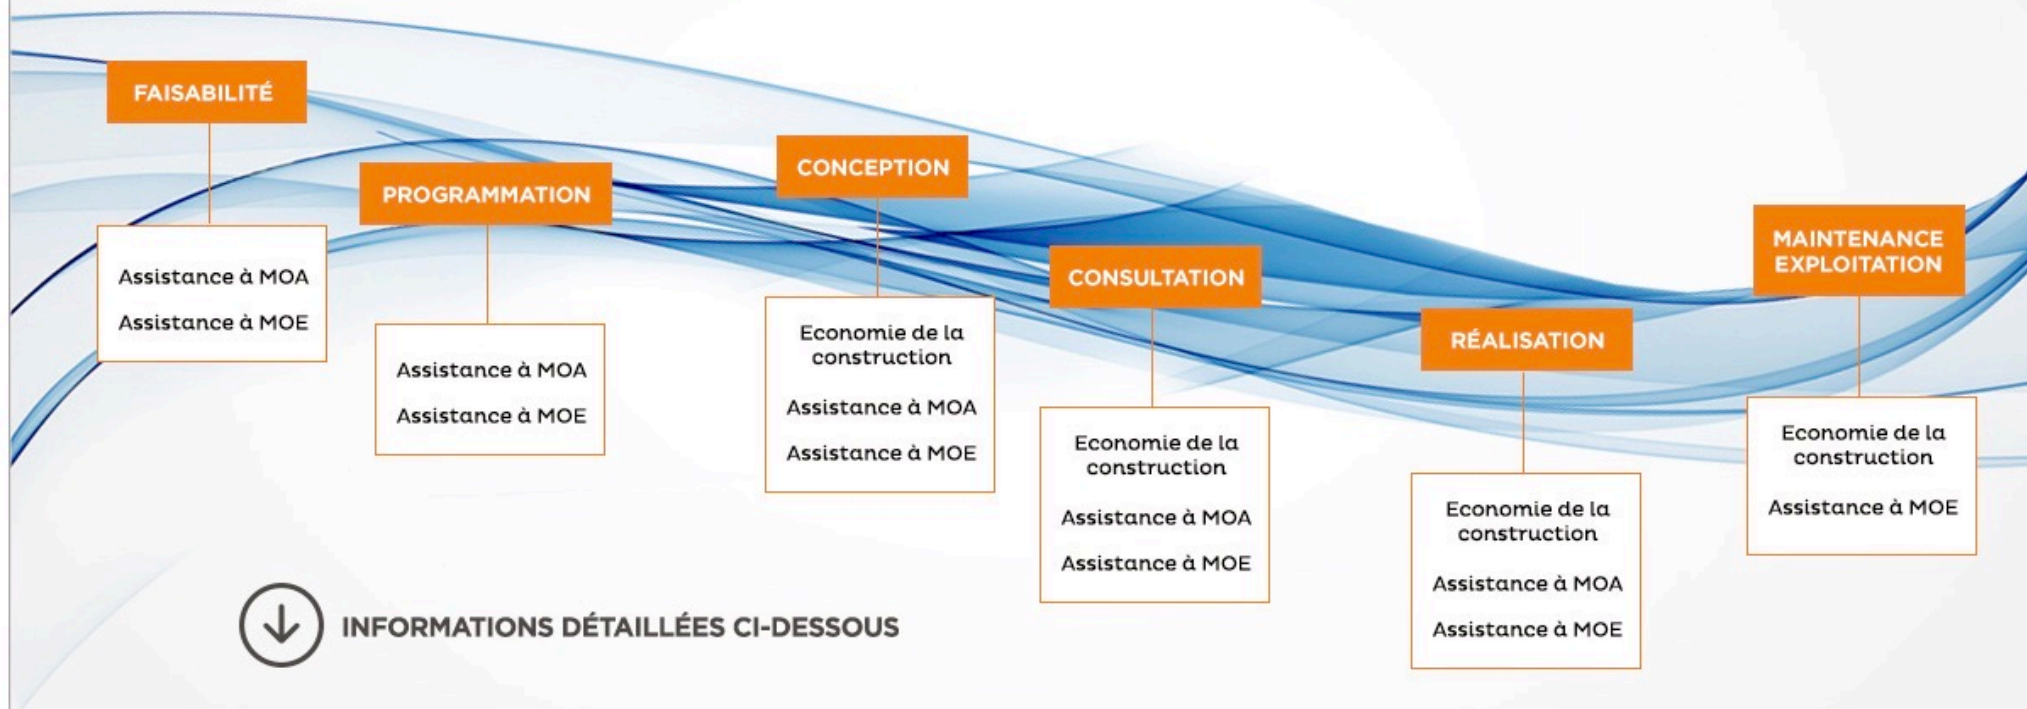 FAISABILITÉ
Assistance à MOA
Assistance à MOE
PROGRAMMATION
Assistance à MOA
Assistance à MOE
CONCEPTION
Economie de la
construction
Assistance à MOA
Assistance à MOE
CONSULTATION
Economie de la
construction
Assistance à MOA
Assistance à MOE
RÉALISATION
Economie de la
construction
Assistance à MOA
Assistance à MOE
MAINTENANCE
EXPLOITATION
Economie de la
construction
Assistance à MOE
INFORMATIONS DÉTAILLÉES CI-DESSOUS